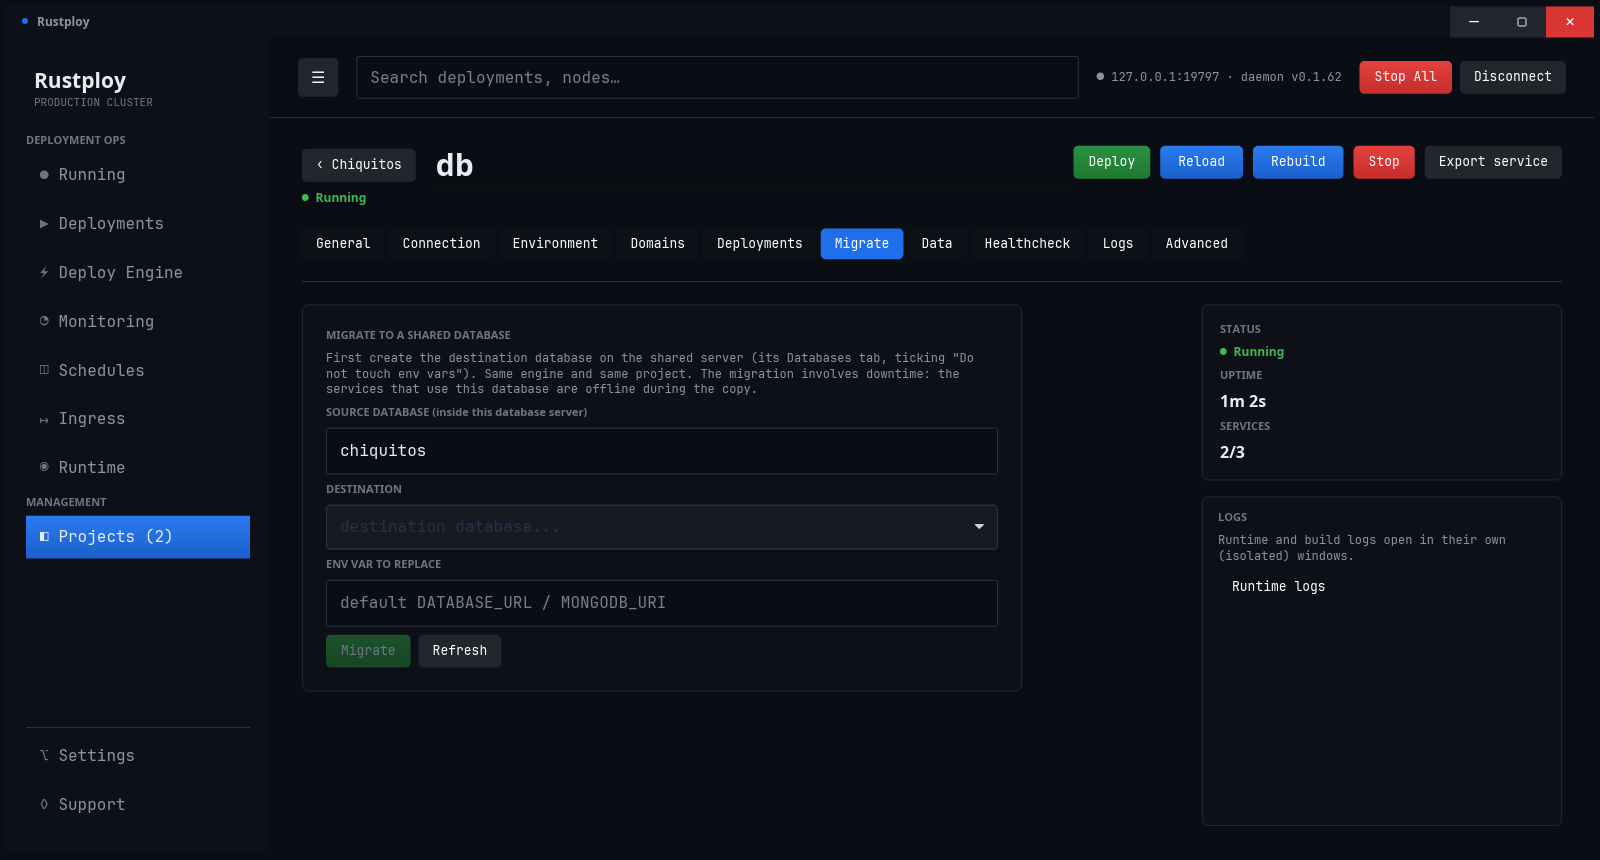 Rustploy
Rustploy
PRODUCTION CLUSTER
DEPLOYMENT OPS
Running
Deployments
Deploy Engine
Monitoring
Schedules
Ingress
Runtime
MANAGEMENT
Projects (2)
Settings
Support
Search deployments, nodes…
127.0.0.1:19797 · daemon v0.1.62
Stop All
Disconnect
‹ Chiquitos
db
Running
Deploy
Reload
Rebuild
Stop
Export service
General
Connection
Environment
Domains
Deployments
Migrate
Data
Healthcheck
Logs
Advanced
MIGRATE TO A SHARED DATABASE
First create the destination database on the shared server (its Databases tab, ticking "Do
not touch env vars"). Same engine and same project. The migration involves downtime: the
services that use this database are offline during the copy.
SOURCE DATABASE (inside this database server)
chiquitos
DESTINATION
destination database...
ENV VAR TO REPLACE
default DATABASE_URL / MONGODB_URI
Migrate
Refresh
STATUS
Running
UPTIME
1m 2s
SERVICES
2/3
LOGS
Runtime and build logs open in their own
(isolated) windows.
Runtime logs